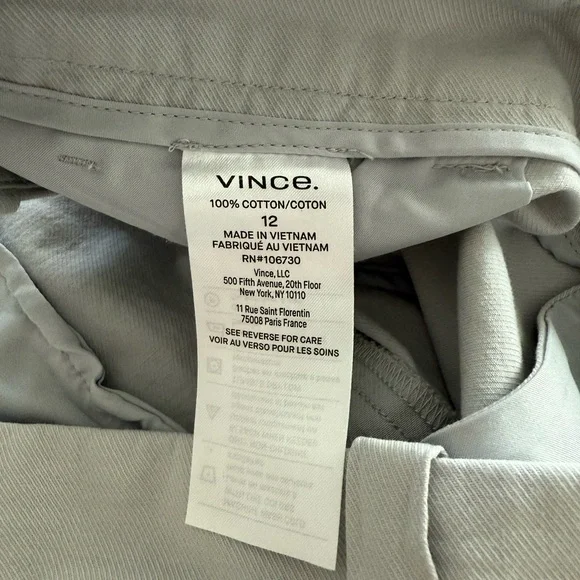 VINCE.
100% COTTON/COTON
12
MADE IN VIETNAM
FABRIQUÉ AU VIETNAM
RN#106730
Vince, LLC
500 Fifth Avenue, 20th Floor
New York, NY 10110
11 Rue Saint Florentin
75008 Paris France
SEE REVERSE FOR CARE
VOIR AU VERSO POUR LES SOINS